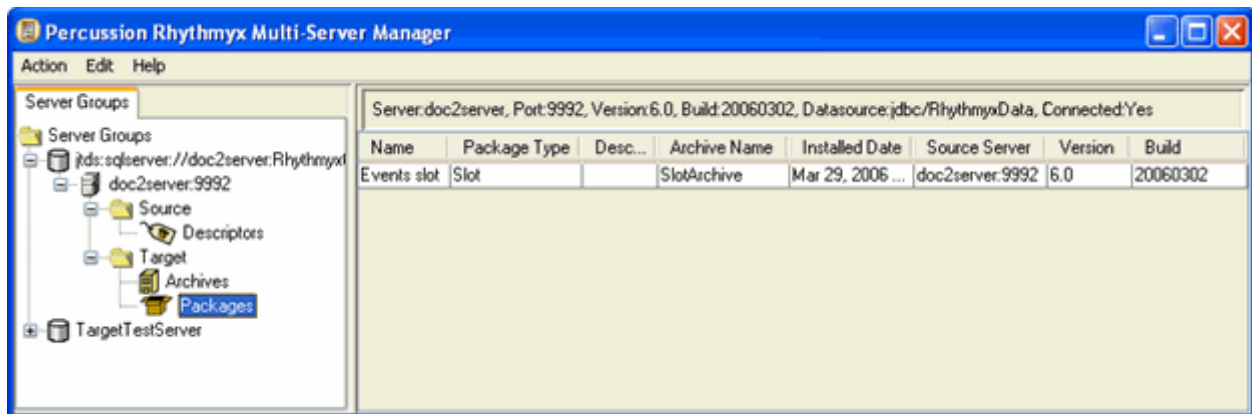 Percussion Rhythmyx Multi-Server Manager
Action Edit Help
Server Groups
Server Groups
jtds:sqlserver://doc2server:Rhythmyx
doc2server:9992
Source
Descriptors
Target
Archives
Packages
TargetTestServer
Server:doc2server, Port:9992, Version:6.0, Build:20060302, Datasource:jdbc/RhythmyxData, Connected:Yes
Name Package Type Desc... Archive Name Installed Date Source Server Version Build
Events slot Slot SlotArchive Mar 29, 2006 ... doc2server:9992 6.0 20060302